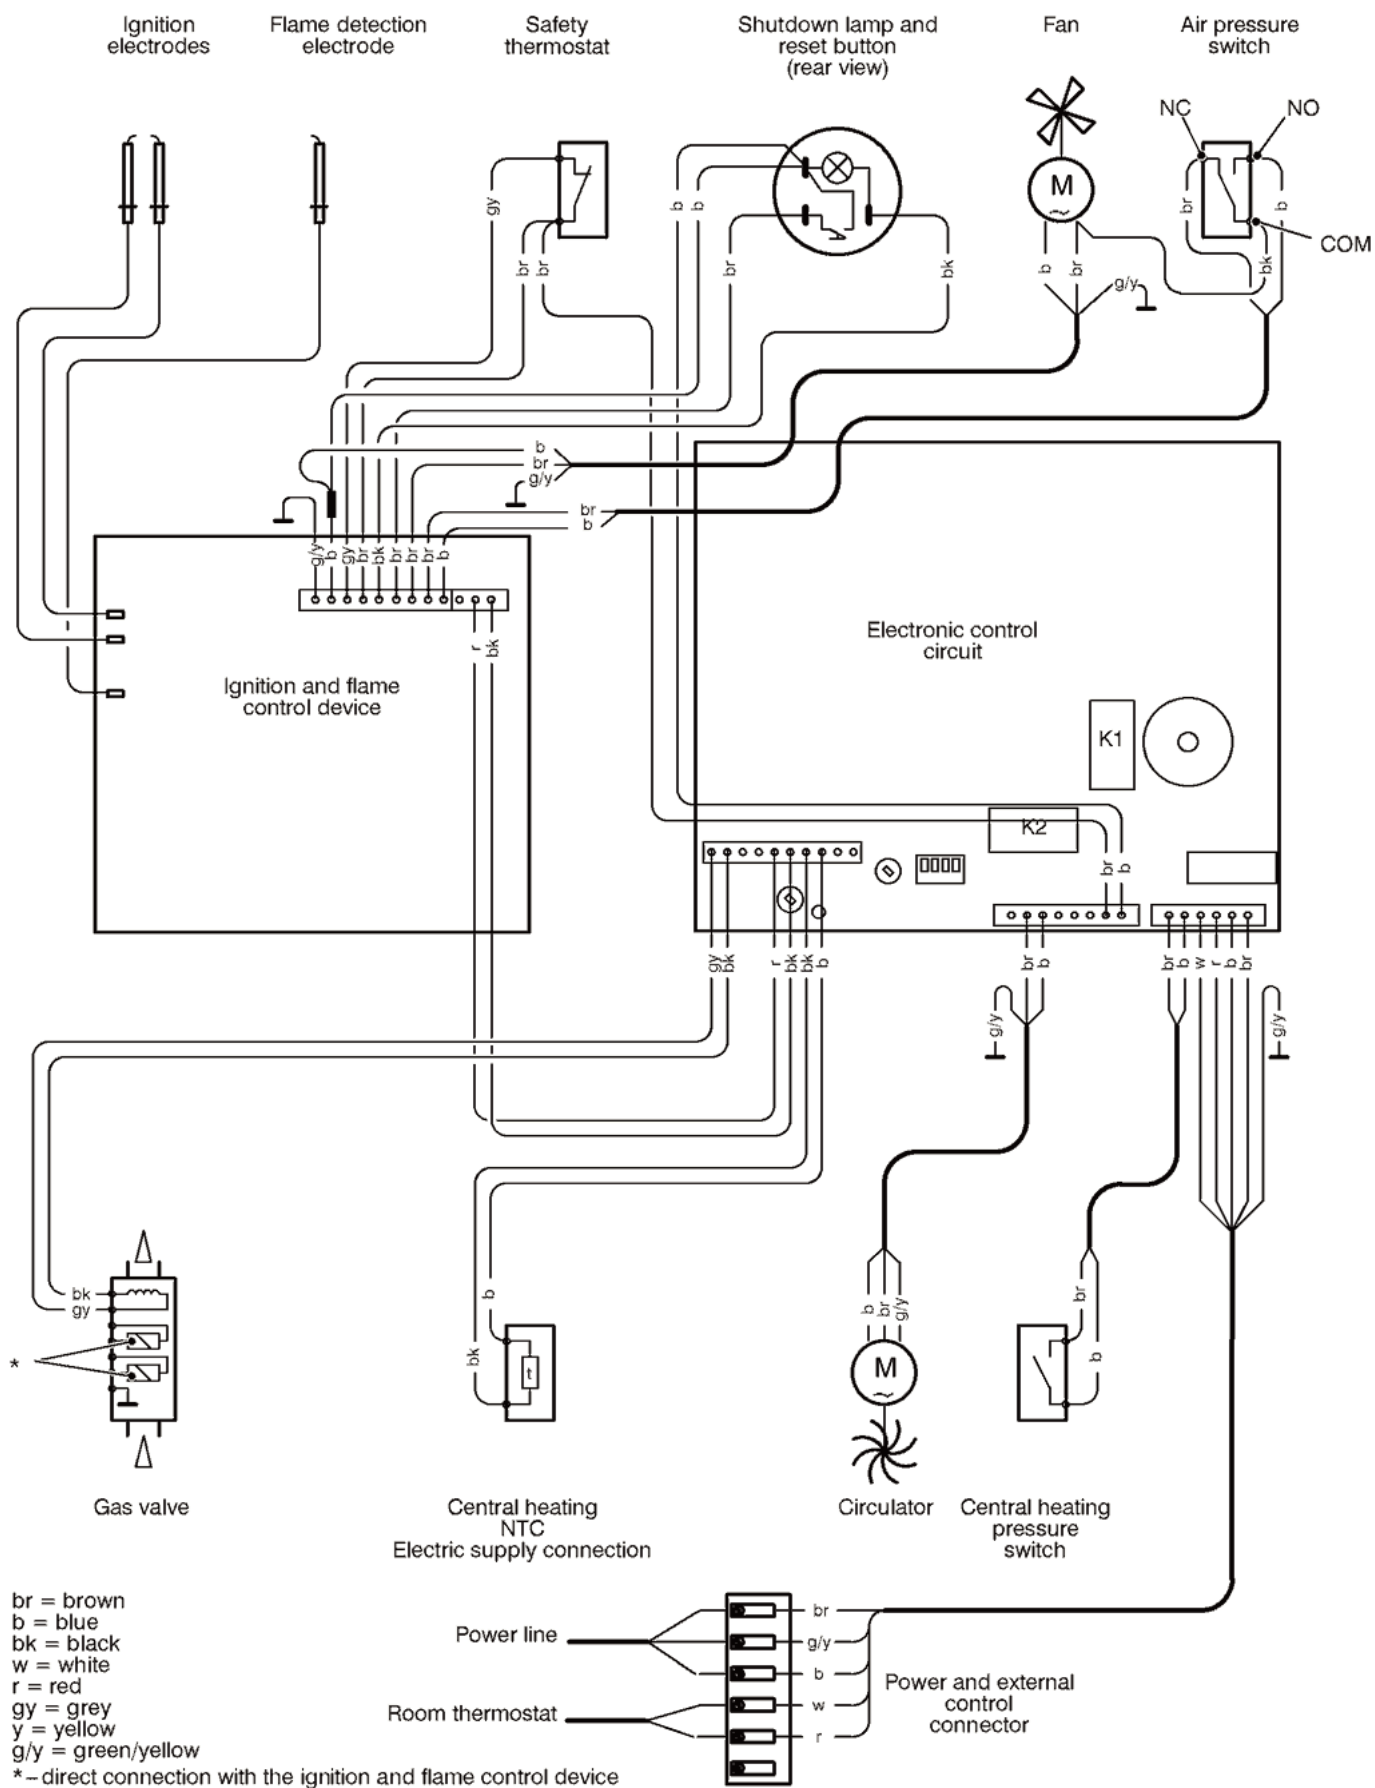 Ignition
electrodes
Flame detection
electrode
Safety
thermostat
Shutdown lamp and
reset button
(rear view)
Fan
Air pressure
switch
NC
NO
COM
M
~
gy
br
br
b
b
br
bk
b
br
g/y
br
bk
b
b
br
g/y
br
b
g/y
b
gy
br
bk
br
br
br
b
r
bk
Ignition and flame
control device
Electronic control
circuit
K1
K2
br
b
gy
bk
r
bk
bk
b
br
b
br
b
w
r
b
br
g/y
g/y
bk
gy
*
b
bk
t
b
br
g/y
M
~
br
b
Gas valve
Central heating
NTC
Electric supply connection
Circulator
Central heating
pressure
switch
br = brown
b = blue
bk = black
w = white
r = red
gy = grey
y = yellow
g/y = green/yellow
* – direct connection with the ignition and flame control device
Power line
Room thermostat
br
g/y
b
w
r
Power and external
control
connector